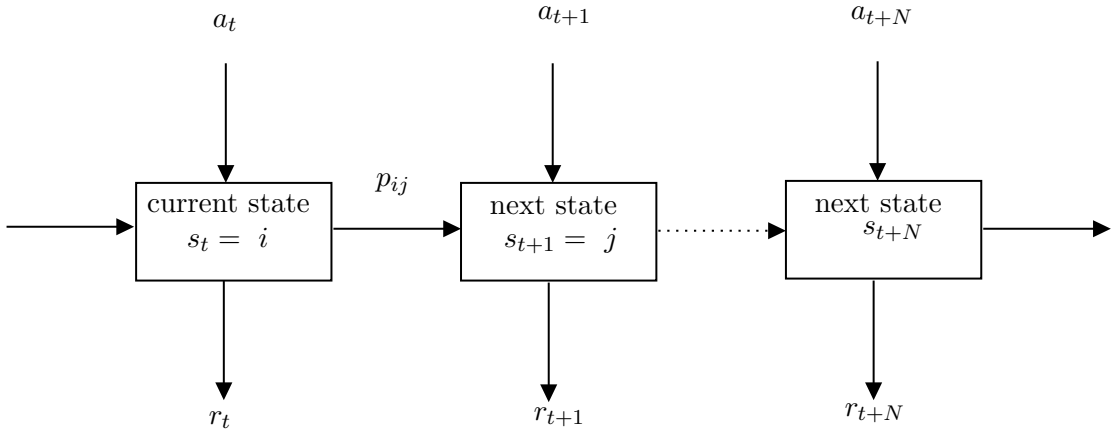 a_t
a_{t+1}
a_{t+N}
p_{ij}
current state
s_t = i
next state
s_{t+1} = j
next state
s_{t+N}
r_t
r_{t+1}
r_{t+N}